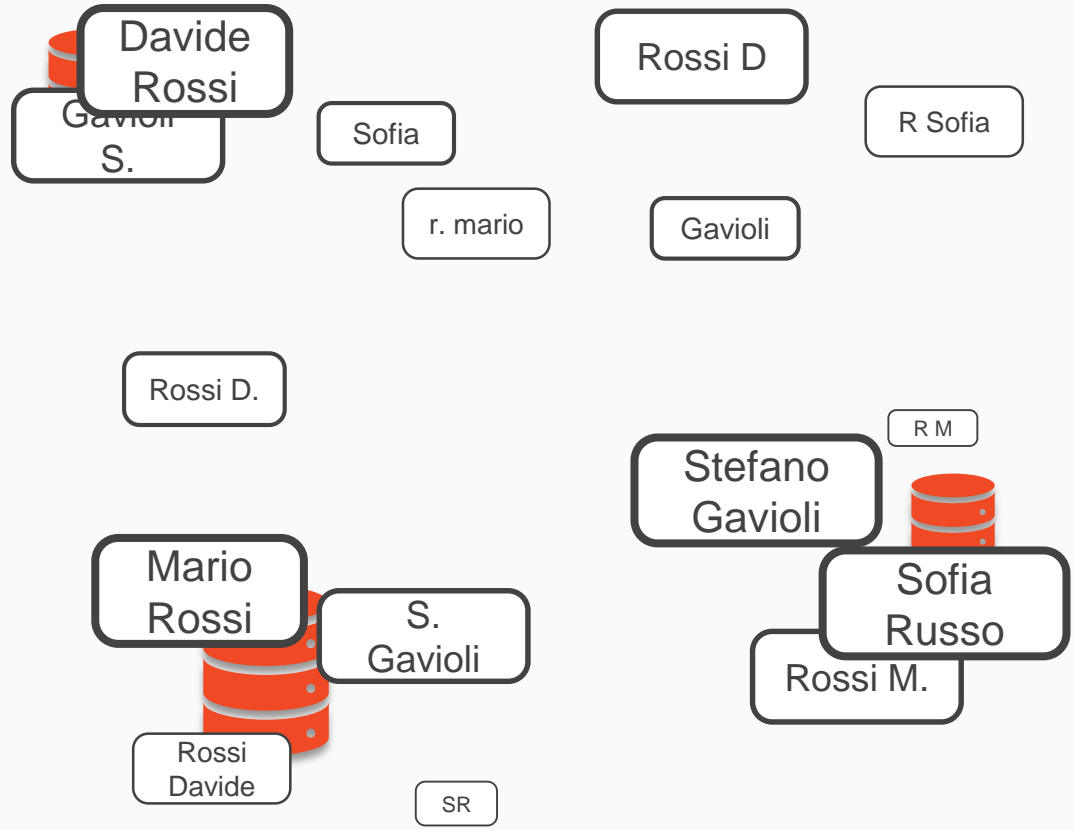 Davide
Rossi
Rossi D
Gavioli
S.
Sofia
R Sofia
r. mario
Gavioli
Rossi D.
R M
Stefano
Gavioli
Mario
Rossi
S.
Gavioli
Sofia
Russo
Rossi M.
Rossi
Davide
SR